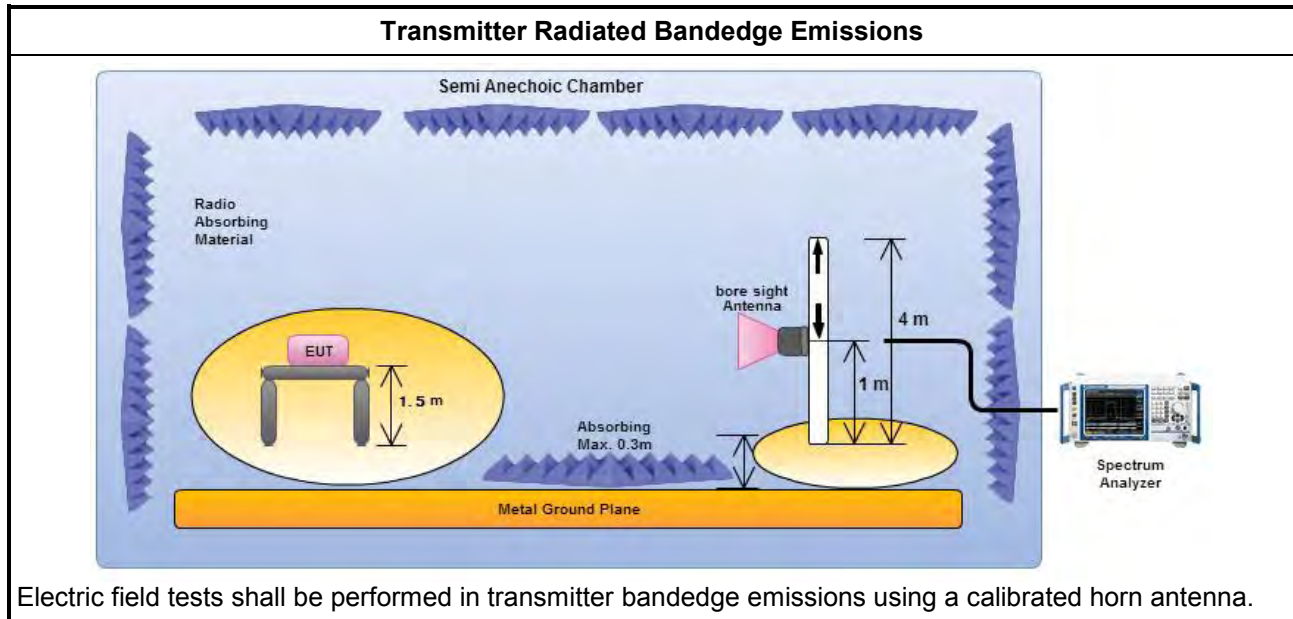 Transmitter Radiated Bandedge Emissions
Semi Anechoic Chamber
Radio
Absorbing
Material
bore sight
Antenna
4 m
EUT
1 m
1.5 m
Absorbing
Max. 0.3m
Spectrum
Analyzer
Metal Ground Plane
Electric field tests shall be performed in transmitter bandedge emissions using a calibrated horn antenna.